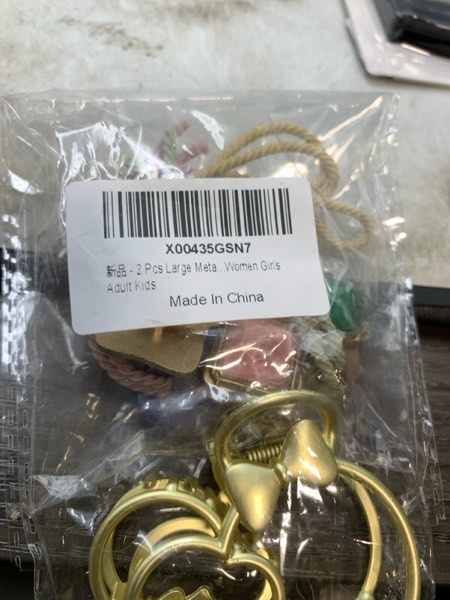 X00435GSN7
新品 - 2 Pcs Large Meta...Women Girls
Adult Kids
Made In China